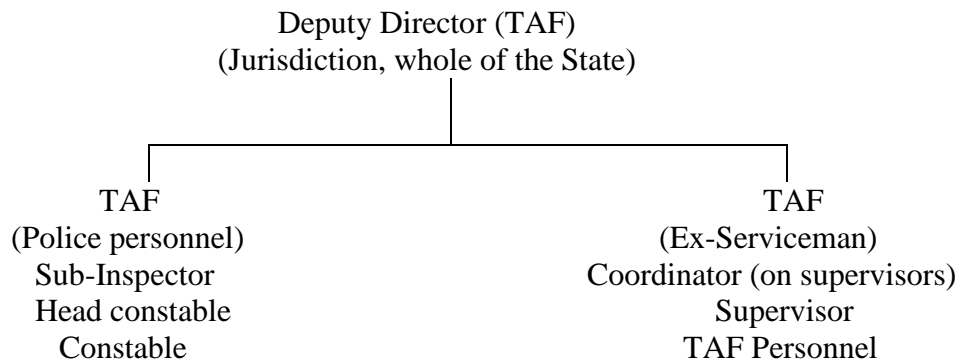 Deputy Director (TAF)
(Jurisdiction, whole of the State)
TAF
(Police personnel)
Sub-Inspector
Head constable
Constable
TAF
(Ex-Serviceman)
Coordinator (on supervisors)
Supervisor
TAF Personnel